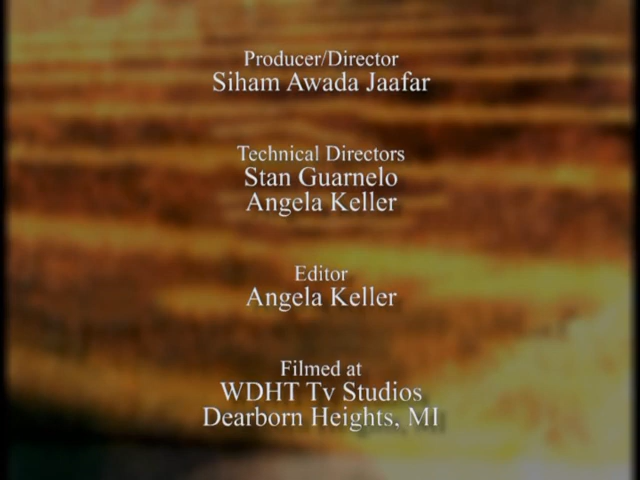 Producer/Director
Siham Awada Jaafar
Technical Directors
Stan Guarnelo
Angela Keller
Editor
Angela Keller
Filmed at
WDHT Tv Studios
Dearborn Heights, MI